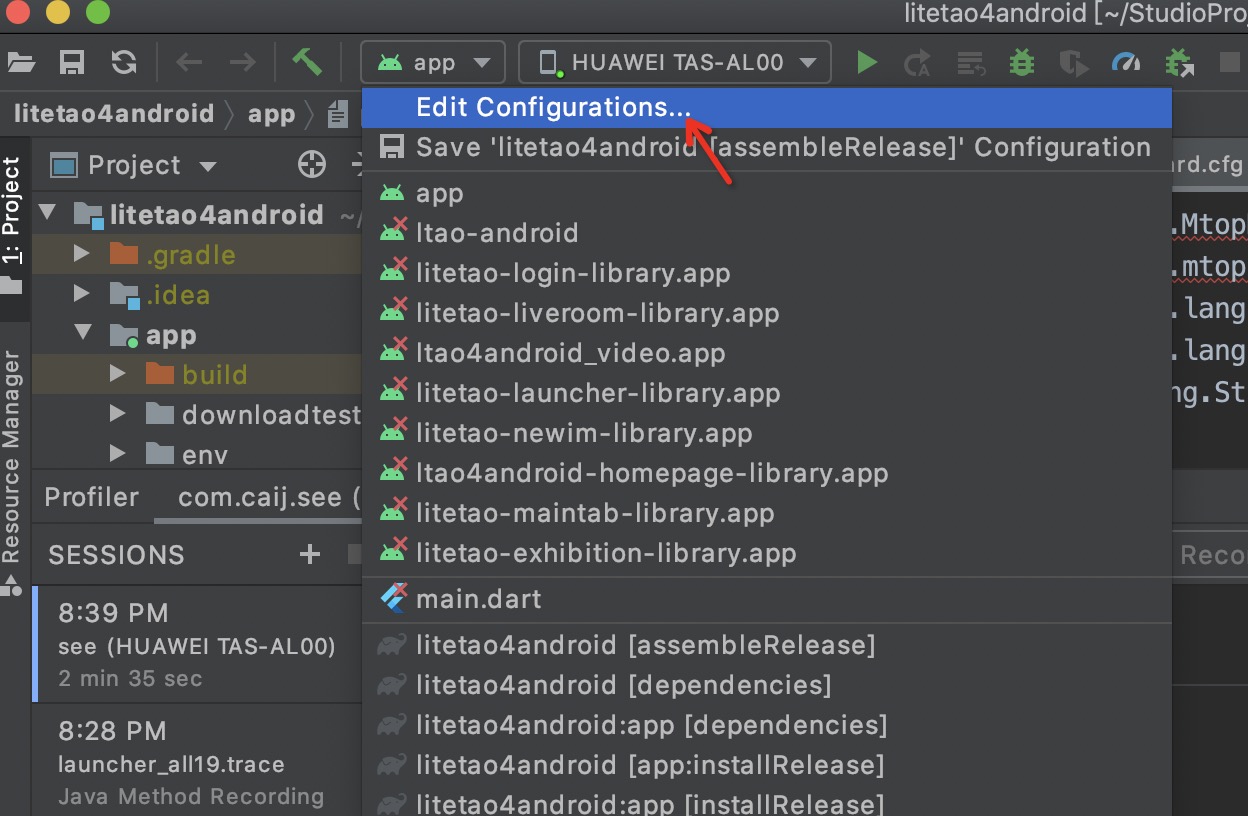 litetao4android [~/StudioPro
app
HUAWEI TAS-AL00
litetao4android
app
Edit Configurations...
Save 'litetao4android [assembleRelease]' Configuration
1: Project
Resource Manager
Project
litetao4android ~/
.gradle
.idea
app
build
downloadtest
env
Profiler
com.caij.see (
SESSIONS
8:39 PM
see (HUAWEI TAS-AL00)
2 min 35 sec
8:28 PM
launcher_all19.trace
Java Method Recording
app
ltao-android
litetao-login-library.app
litetao-liveroom-library.app
ltao4android_video.app
litetao-launcher-library.app
litetao-newim-library.app
ltao4android-homepage-library.app
litetao-maintab-library.app
litetao-exhibition-library.app
main.dart
litetao4android [assembleRelease]
litetao4android [dependencies]
litetao4android:app [dependencies]
litetao4android [app:installRelease]
litetao4android:app [installRelease]
rd.cfg
.Mtop
.mtop
.lang
.lang
ng.St
Reco